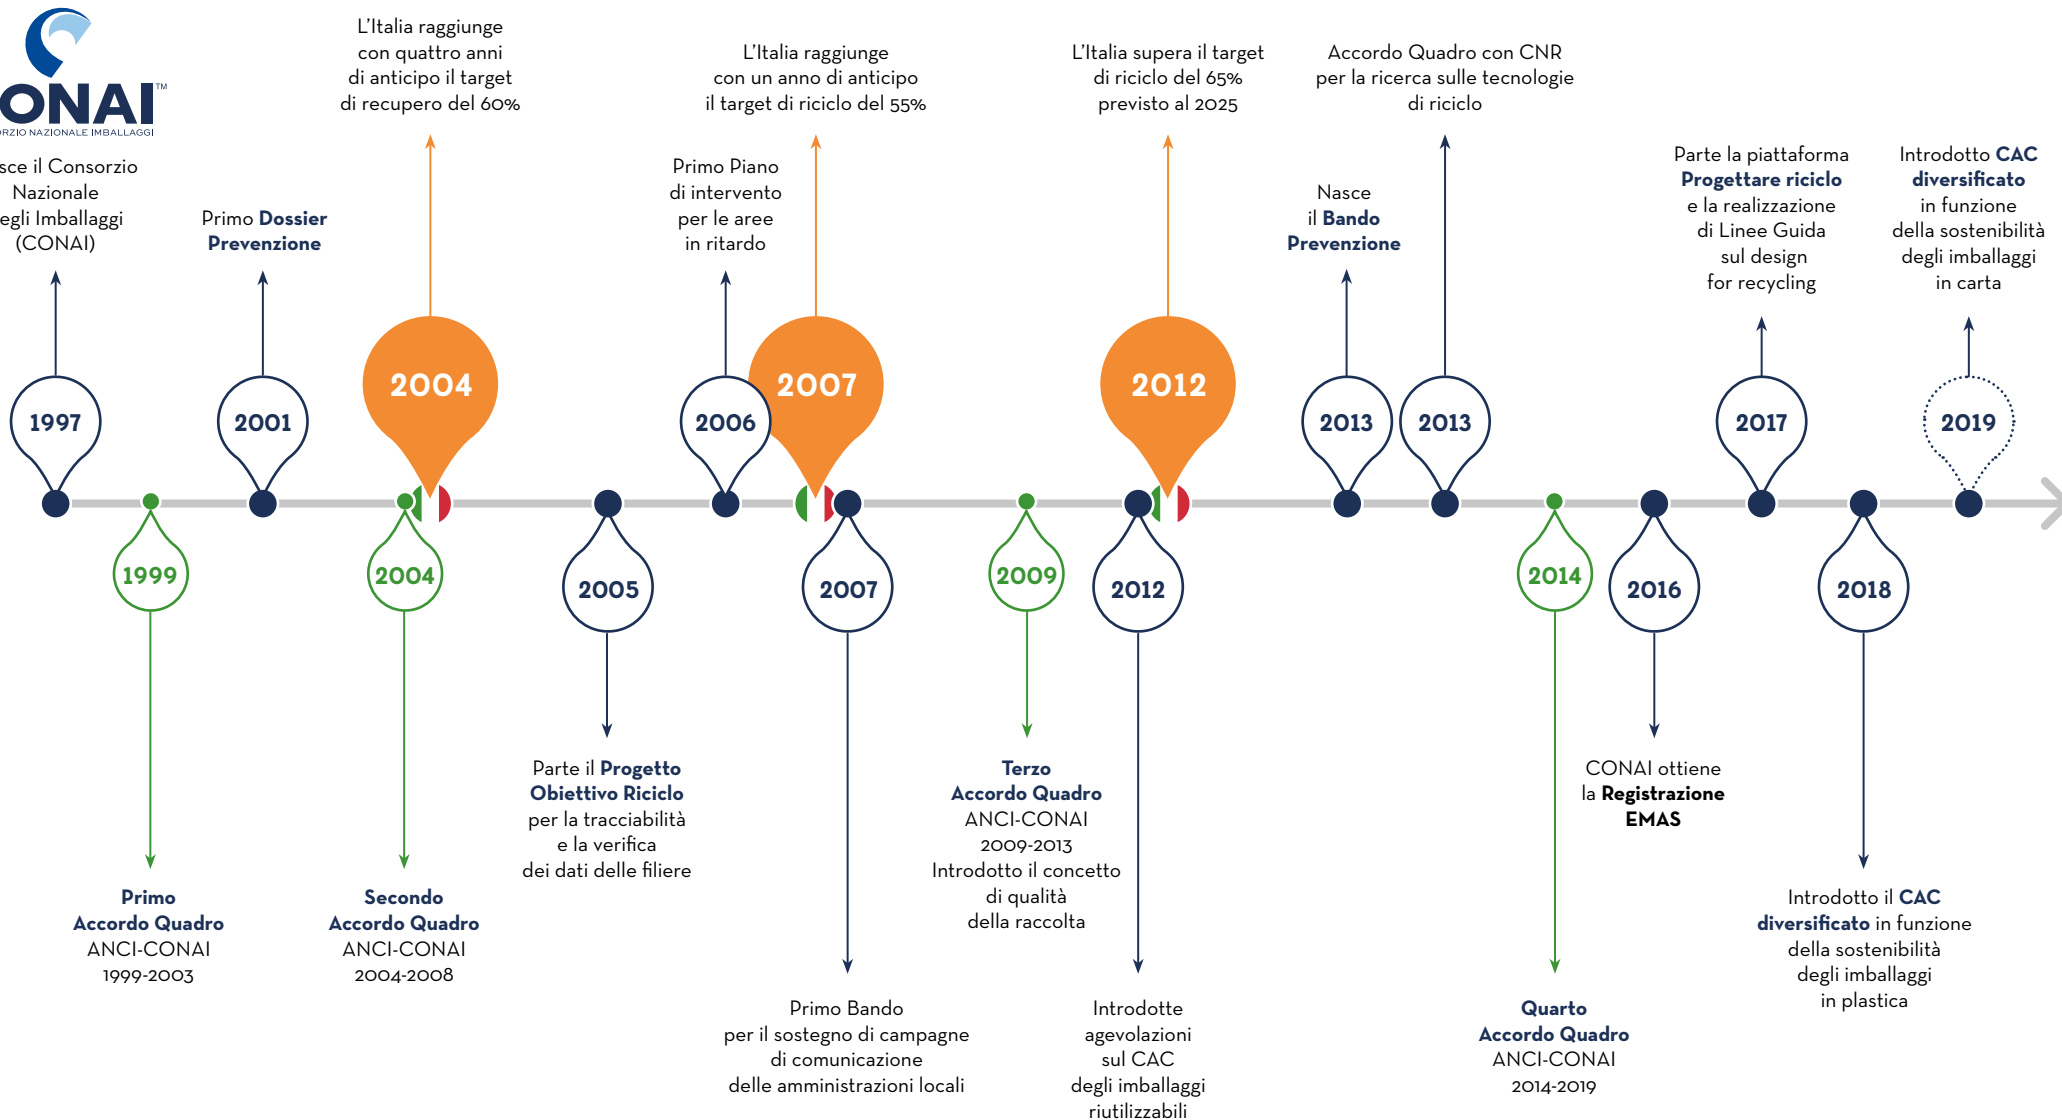 ONAI™
ORZIO NAZIONALE IMBALLAGGI
sce il Consorzio
Nazionale
egli Imballaggi
(CONAI)
1997
1999
Primo
Accordo Quadro
ANCI-CONAI
1999-2003
Primo Dossier
Prevenzione
2001
L'Italia raggiunge
con quattro anni
di anticipo il target
di recupero del 60%
2004
2004
Secondo
Accordo Quadro
ANCI-CONAI
2004-2008
2005
Parte il Progetto
Obiettivo Riciclo
per la tracciabilità
e la verifica
dei dati delle filiere
Primo Piano
di intervento
per le aree
in ritardo
2006
L'Italia raggiunge
con un anno di anticipo
il target di riciclo del 55%
2007
2007
Primo Bando
per il sostegno di campagne
di comunicazione
delle amministrazioni locali
2009
Terzo
Accordo Quadro
ANCI-CONAI
2009-2013
Introdotto il concetto
di qualità
della raccolta
L'Italia supera il target
di riciclo del 65%
previsto al 2025
2012
2012
Introdotte
agevolazioni
sul CAC
degli imballaggi
riutilizzabili
Nasce
il Bando
Prevenzione
2013
Accordo Quadro con CNR
per la ricerca sulle tecnologie
di riciclo
2013
2014
Quarto
Accordo Quadro
ANCI-CONAI
2014-2019
2016
CONAI ottiene
la Registrazione
EMAS
Parte la piattaforma
Progettare riciclo
e la realizzazione
di Linee Guida
sul design
for recycling
2017
2018
Introdotto il CAC
diversificato in funzione
della sostenibilità
degli imballaggi
in plastica
Introdotto CAC
diversificato
in funzione
della sostenibilità
degli imballaggi
in carta
2019